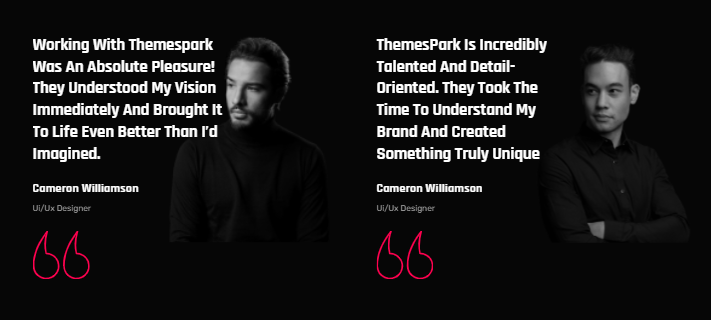 Working With Themespark
Was An Absolute Pleasure!
They Understood My Vision
Immediately And Brought It
To Life Even Better Than I'd
Imagined.
Cameron Williamson
Ui/Ux Designer
ThemesPark Is Incredibly
Talented And Detail-
Oriented. They Took The
Time To Understand My
Brand And Created
Something Truly Unique
Cameron Williamson
Ui/Ux Designer